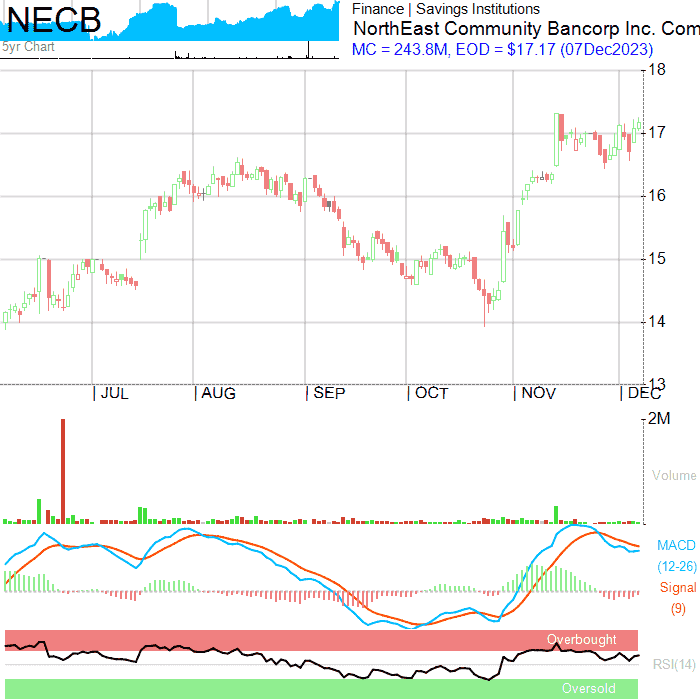 NECB
5yr Chart
Finance | Savings Institutions
NorthEast Community Bancorp Inc. Com
MC = 243.8M, EOD = $17.17 (07Dec2023)
18
17
16
15
14
13
JUL AUG SEP OCT NOV DEC
2M
Volume
MACD
(12-26)
Signal
(9)
Overbought
RSI(14)
Oversold